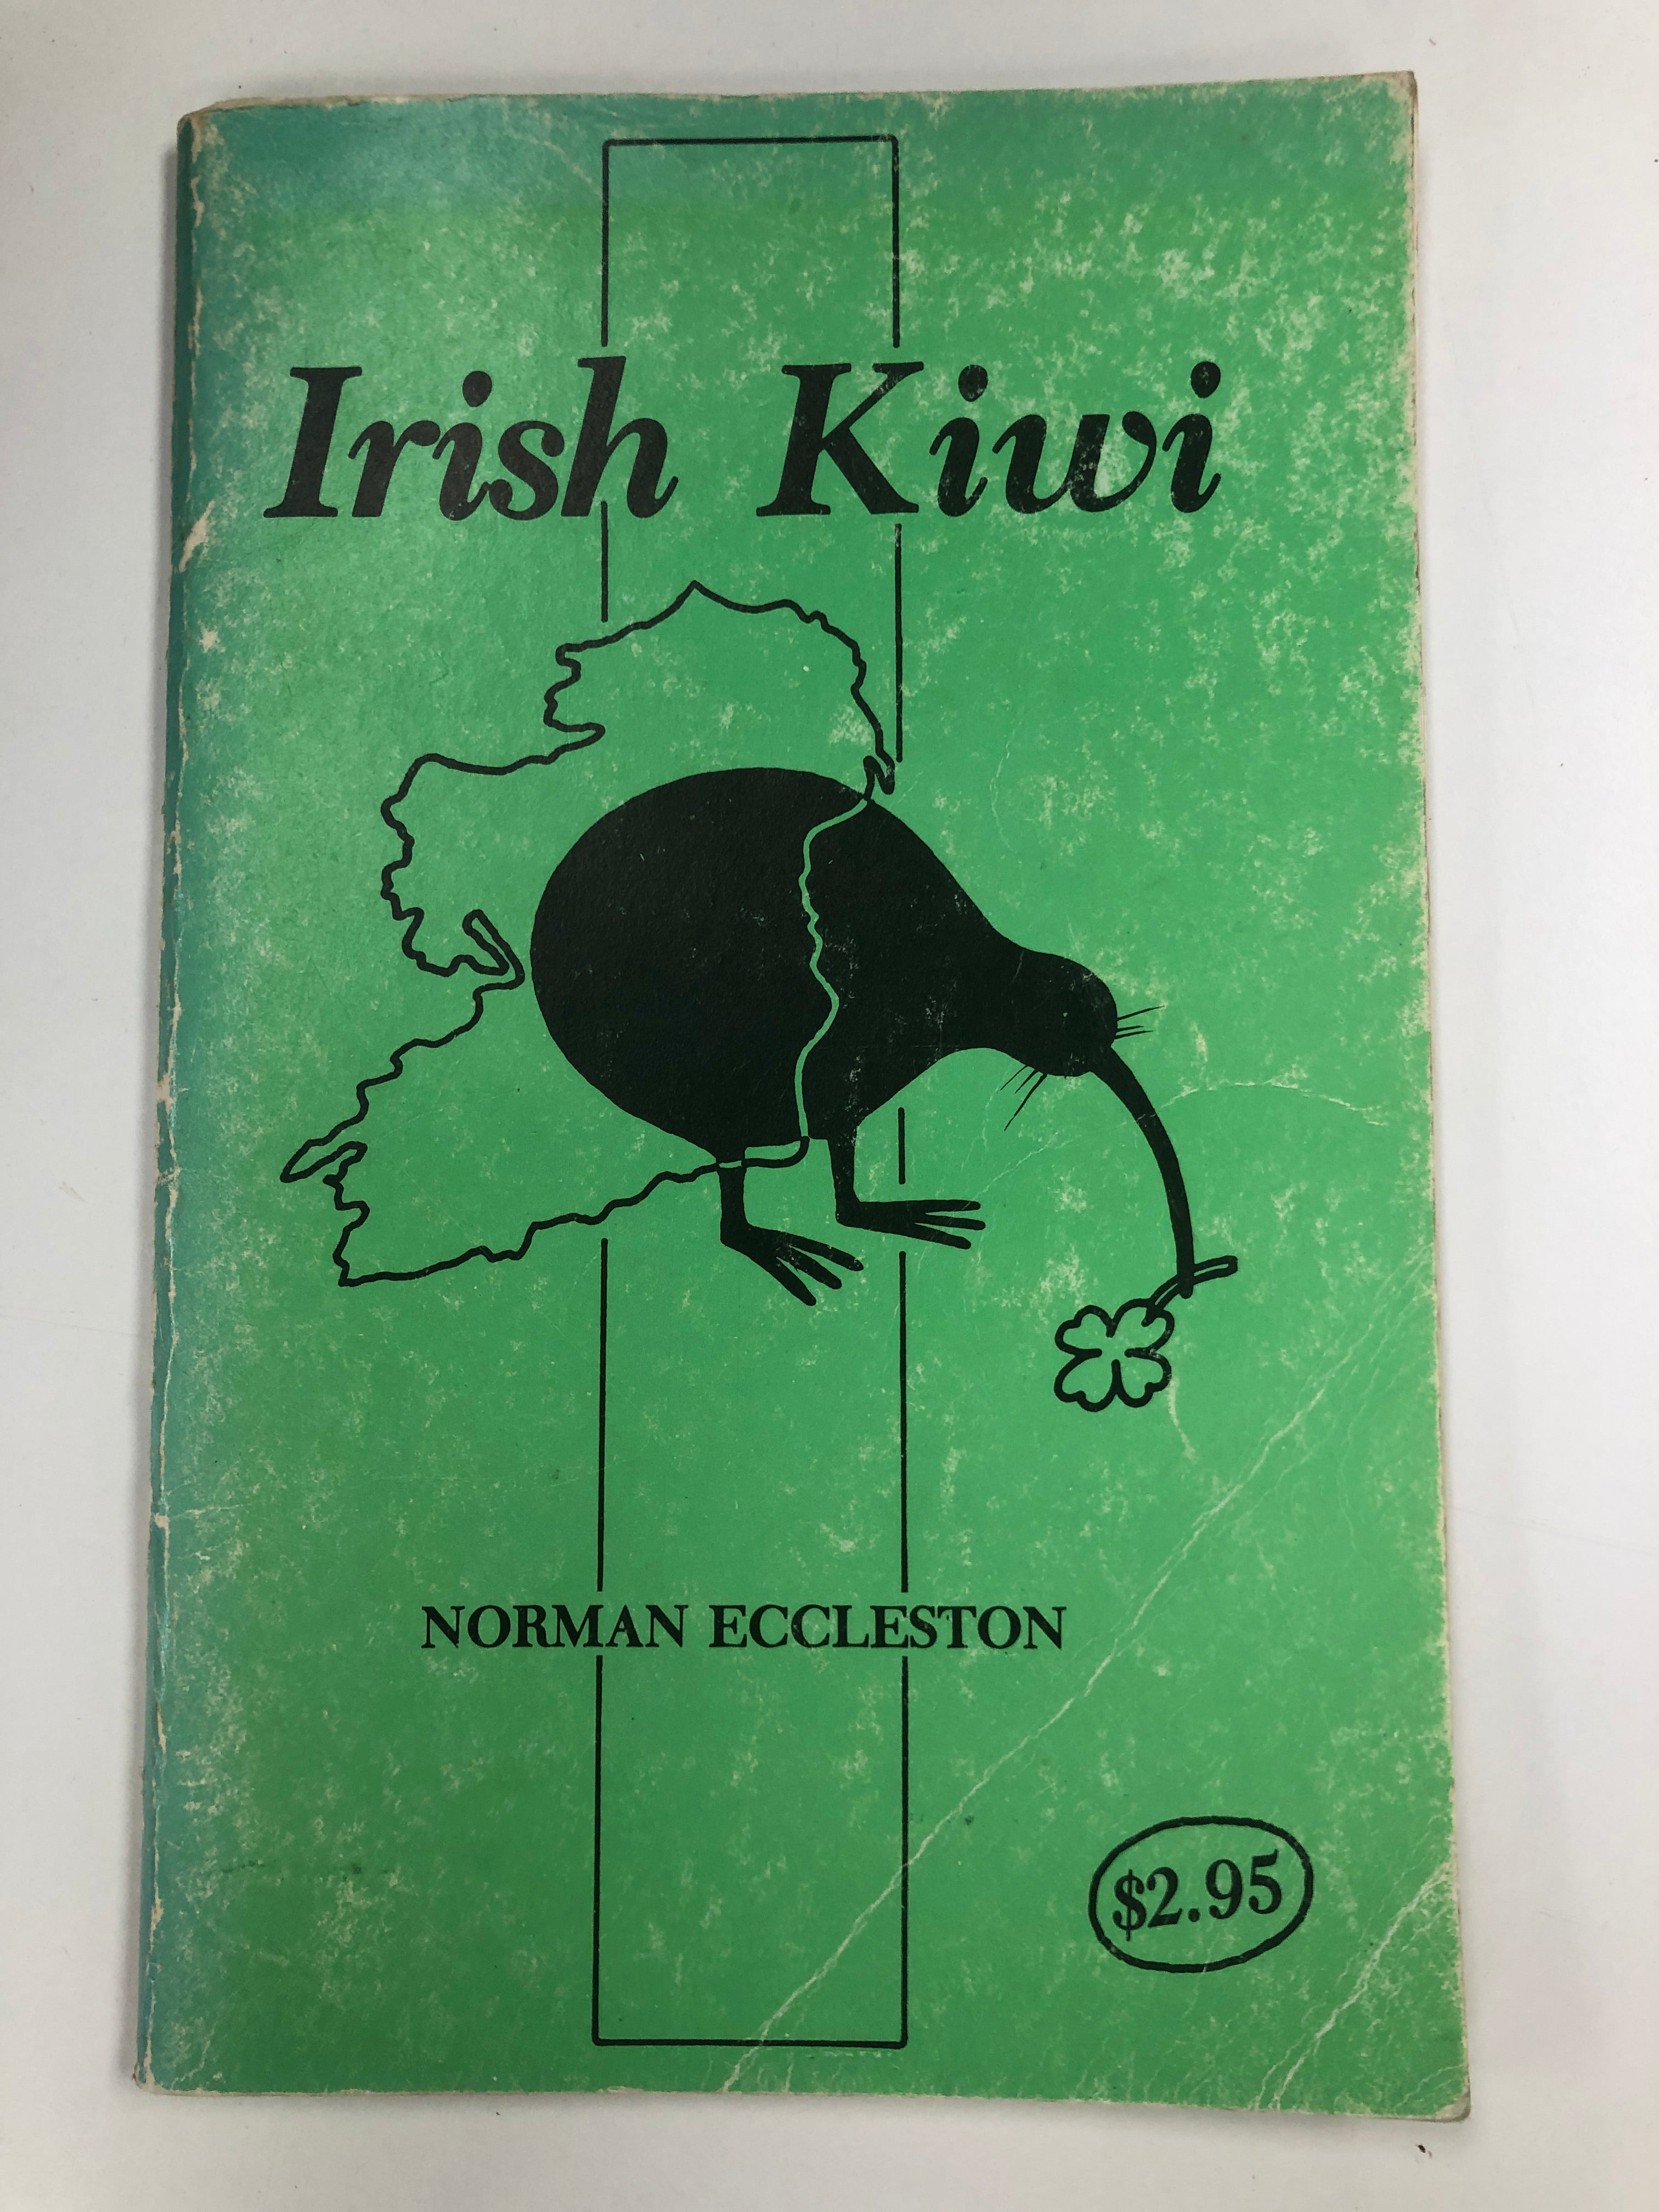 Irish Kiwi
NORMAN ECCLESTON
$2.95